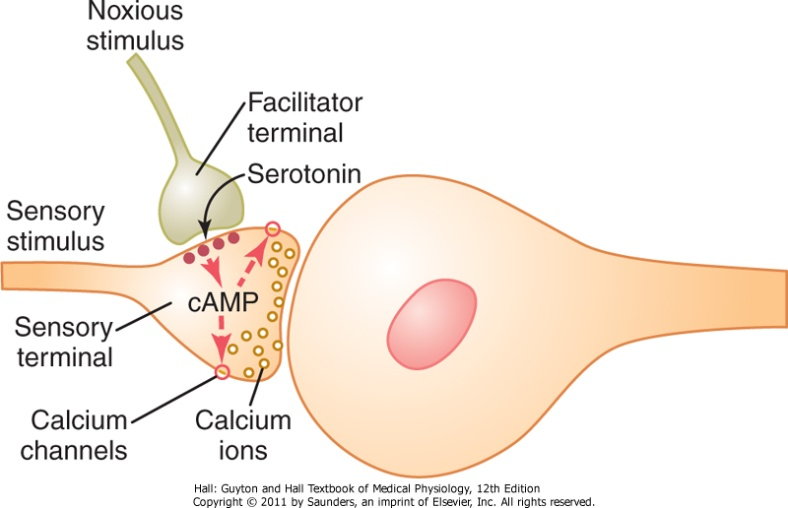 Noxious
stimulus
Facilitator
terminal
Serotonin
Sensory
stimulus
cAMP
Sensory
terminal
Calcium
channels
Calcium
ions
Hall: Guyton and Hall Textbook of Medical Physiology, 12th Edition
Copyright © 2011 by Saunders, an imprint of Elsevier, Inc. All rights reserved.